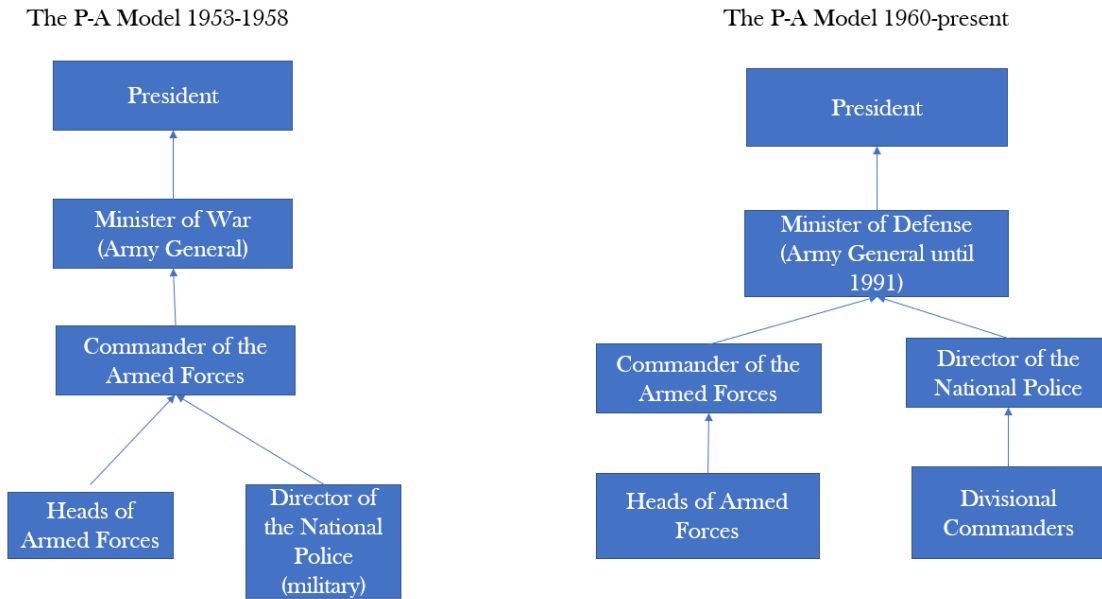 The P-A Model 1953-1958
President
Minister of War
(Army General)
Commander of the
Armed Forces
Heads of
Armed Forces
Director of
the National
Police
(military)
The P-A Model 1960-present
President
Minister of Defense
(Army General until
1991)
Commander of the
Armed Forces
Director of the
National Police
Heads of Armed
Forces
Divisional
Commanders